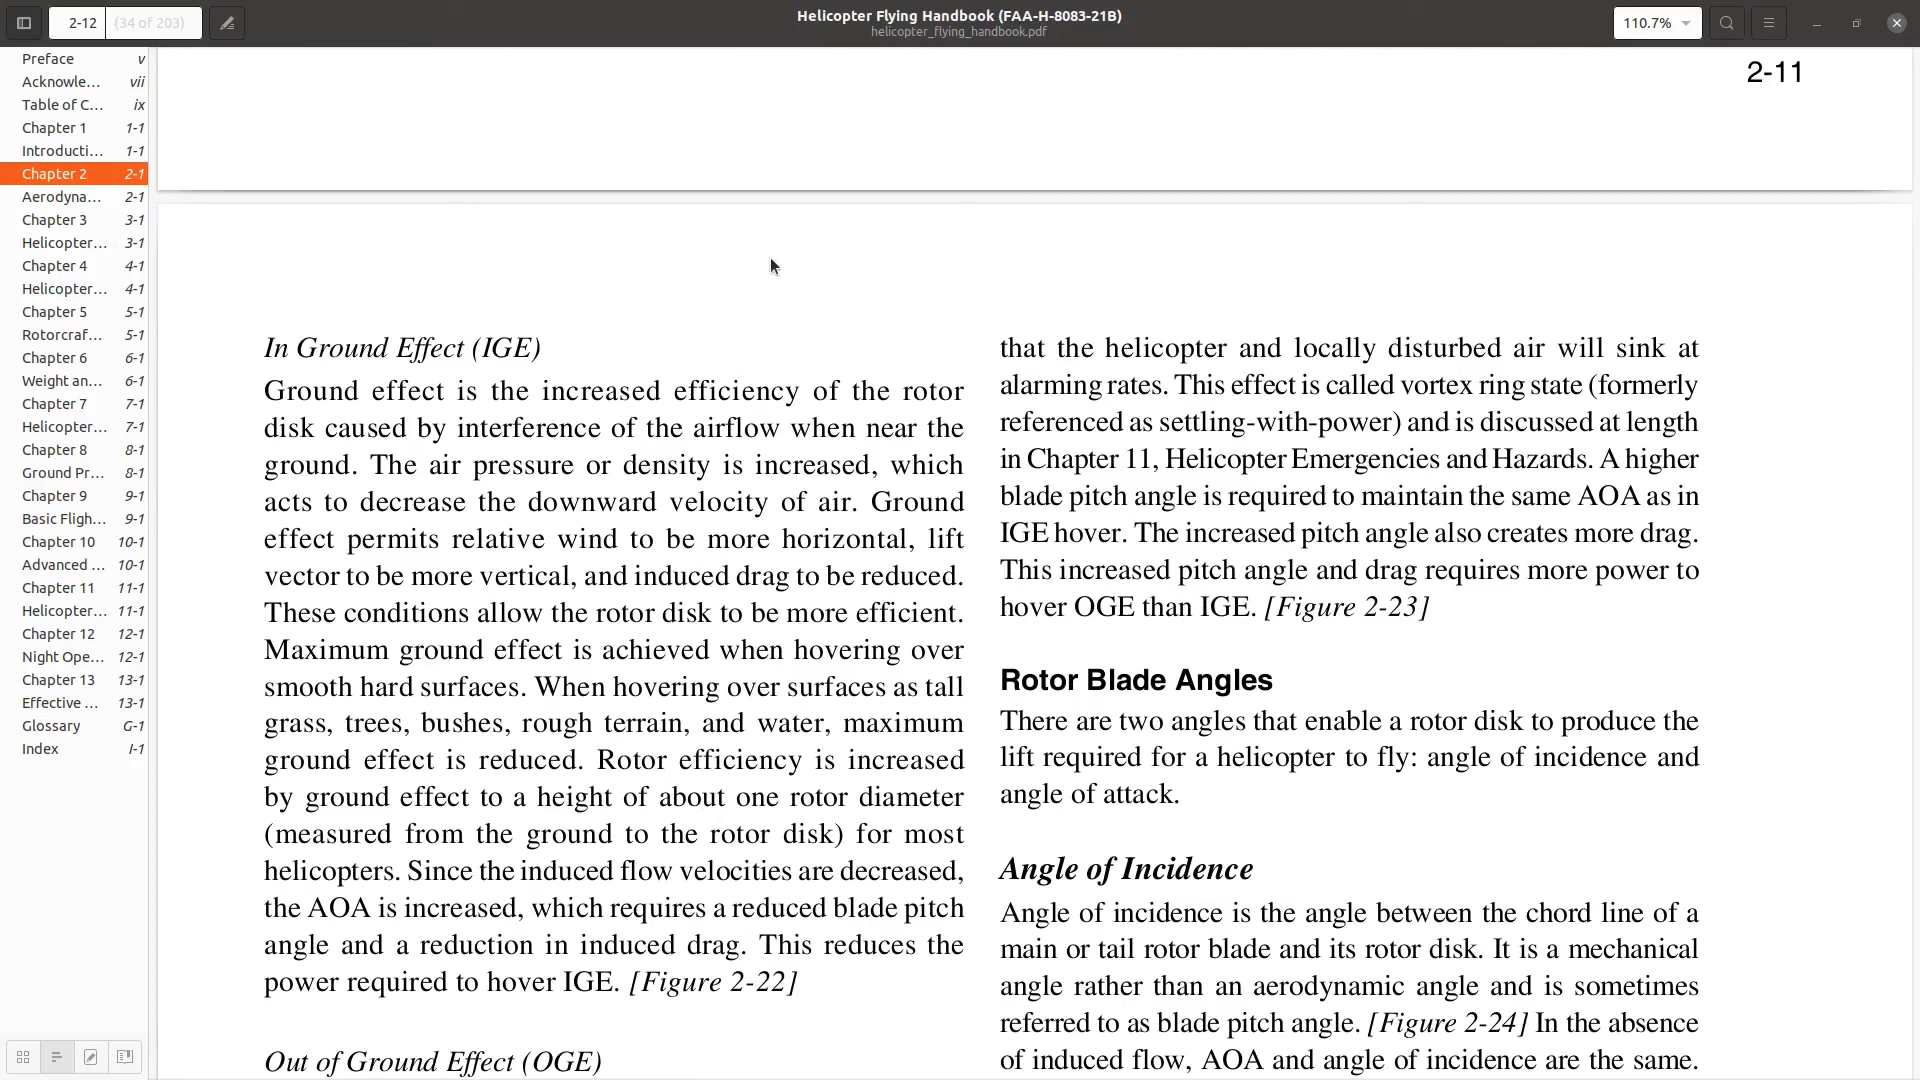 2-12
(34 of 203)
Helicopter Flying Handbook (FAA-H-8083-21B)
helicopter_flying_handbook.pdf
110.7%
Preface v
Acknowle... vii
Table of C... ix
Chapter 1 1-1
Introducti... 1-1
Chapter 2 2-1
Aerodyna... 2-1
Chapter 3 3-1
Helicopter... 3-1
Chapter 4 4-1
Helicopter... 4-1
Chapter 5 5-1
Rotorcraf... 5-1
Chapter 6 6-1
Weight an... 6-1
Chapter 7 7-1
Helicopter... 7-1
Chapter 8 8-1
Ground Pr... 8-1
Chapter 9 9-1
Basic Fligh... 9-1
Chapter 10 10-1
Advanced ... 10-1
Chapter 11 11-1
Helicopter... 11-1
Chapter 12 12-1
Night Ope... 12-1
Chapter 13 13-1
Effective ... 13-1
Glossary G-1
Index I-1
2-11
In Ground Effect (IGE)
Ground effect is the increased efficiency of the rotor
disk caused by interference of the airflow when near the
ground. The air pressure or density is increased, which
acts to decrease the downward velocity of air. Ground
effect permits relative wind to be more horizontal, lift
vector to be more vertical, and induced drag to be reduced.
These conditions allow the rotor disk to be more efficient.
Maximum ground effect is achieved when hovering over
smooth hard surfaces. When hovering over surfaces as tall
grass, trees, bushes, rough terrain, and water, maximum
ground effect is reduced. Rotor efficiency is increased
by ground effect to a height of about one rotor diameter
(measured from the ground to the rotor disk) for most
helicopters. Since the induced flow velocities are decreased,
the AOA is increased, which requires a reduced blade pitch
angle and a reduction in induced drag. This reduces the
power required to hover IGE. [Figure 2-22]
Out of Ground Effect (OGE)
that the helicopter and locally disturbed air will sink at
alarming rates. This effect is called vortex ring state (formerly
referenced as settling-with-power) and is discussed at length
in Chapter 11, Helicopter Emergencies and Hazards. A higher
blade pitch angle is required to maintain the same AOA as in
IGE hover. The increased pitch angle also creates more drag.
This increased pitch angle and drag requires more power to
hover OGE than IGE. [Figure 2-23]
Rotor Blade Angles
There are two angles that enable a rotor disk to produce the
lift required for a helicopter to fly: angle of incidence and
angle of attack.
Angle of Incidence
Angle of incidence is the angle between the chord line of a
main or tail rotor blade and its rotor disk. It is a mechanical
angle rather than an aerodynamic angle and is sometimes
referred to as blade pitch angle. [Figure 2-24] In the absence
of induced flow, AOA and angle of incidence are the same.